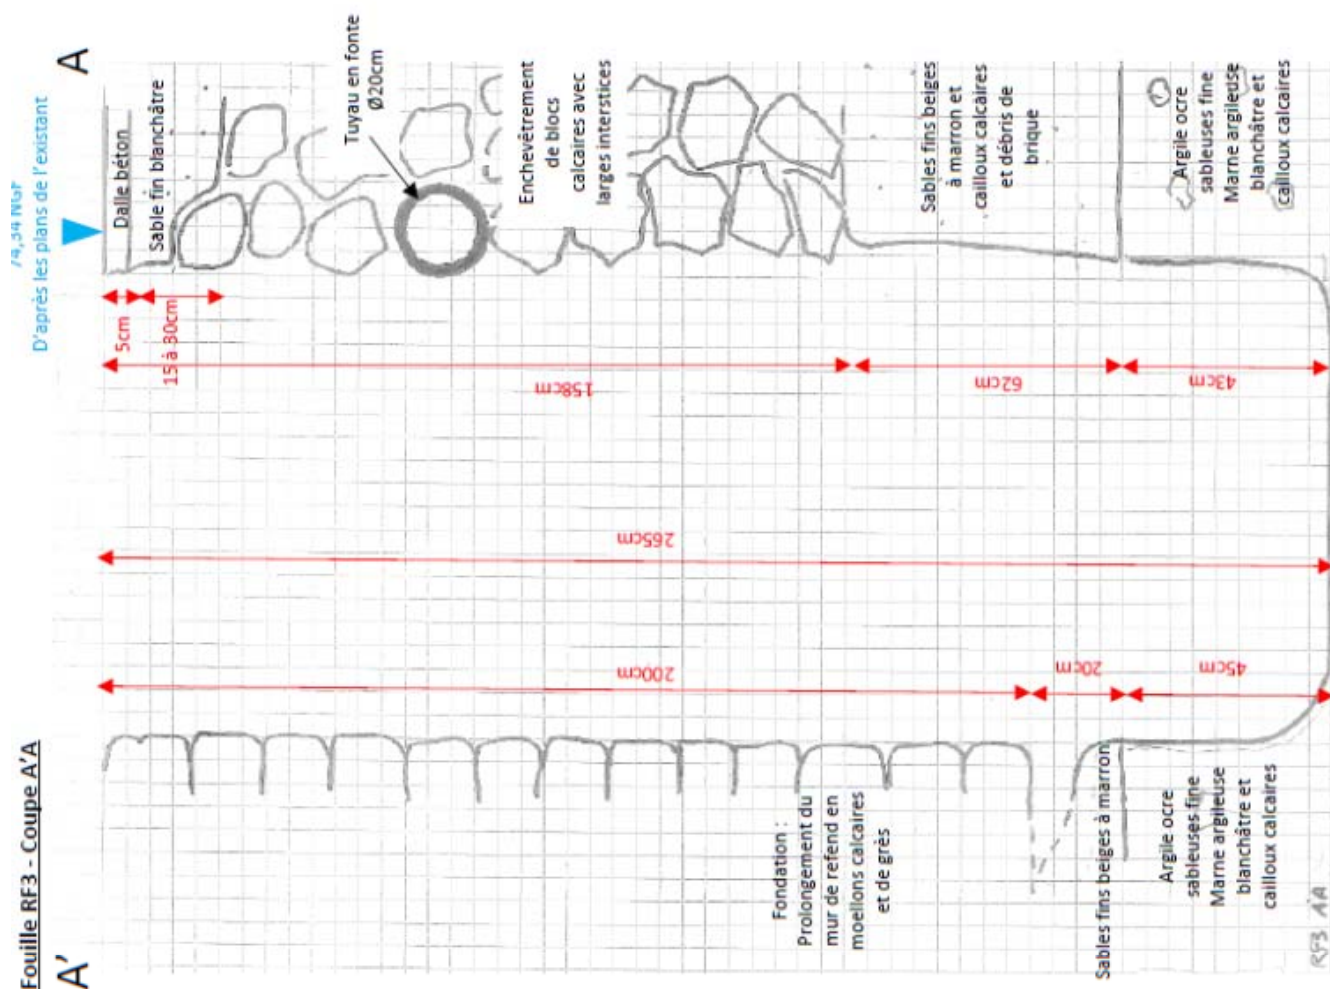 Fouille RF3 - Coupe A'A
A'
A
74,34 NGF
D'après les plans de l'existant
Dalle béton
Sable fin blanchâtre
5cm
15 à 30cm
Tuyau en fonte
Ø20cm
Enchevêtrement
de blocs
calcaires avec
larges interstices
158cm
265cm
200cm
Sables fins beiges
à marron et
cailloux calcaires
et débris de
brique
62cm
20cm
Fondation :
Prolongement du
mur de refend en
moellons calcaires
et de grès
Sables fins beiges à marron
Argile ocre
sableuses fine
Marne argileuse
blanchâtre et
cailloux calcaires
43cm
45cm
Argile ocre
sableuses fine
Marne argileuse
blanchâtre et
cailloux calcaires
RF3 A'A